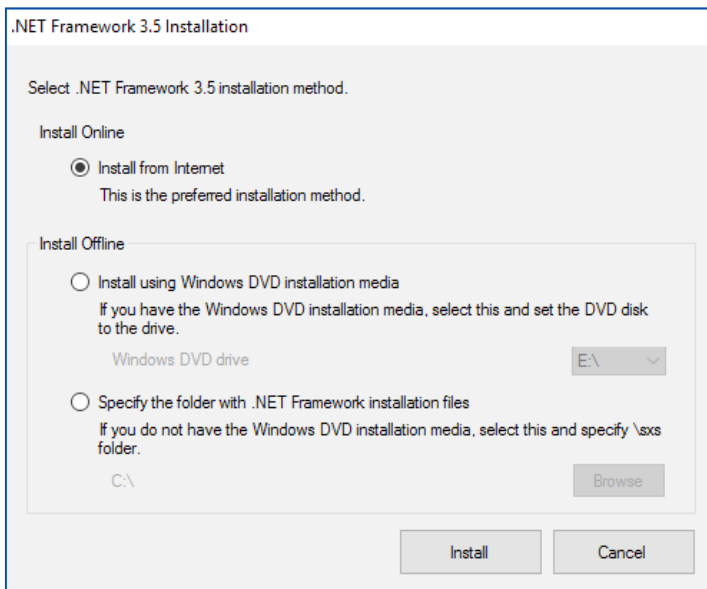 .NET Framework 3.5 Installation
Select .NET Framework 3.5 installation method.
Install Online
Install from Internet
This is the preferred installation method.
Install Offline
Install using Windows DVD installation media
If you have the Windows DVD installation media, select this and set the DVD disk
to the drive.
Windows DVD drive E:\
Specify the folder with .NET Framework installation files
If you do not have the Windows DVD installation media, select this and specify \sxs
folder.
C:\ Browse
Install Cancel